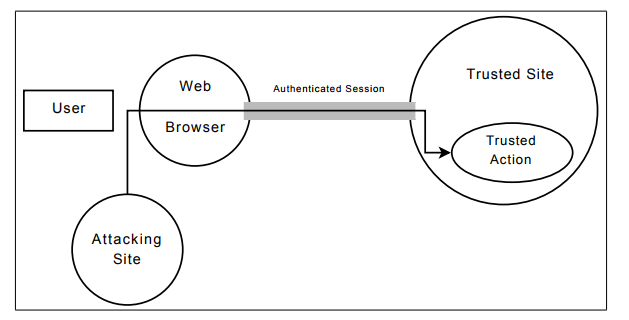 Trusted Site
Web
Authenticated Session
User
Browser
Trusted
Action
Attacking
Site